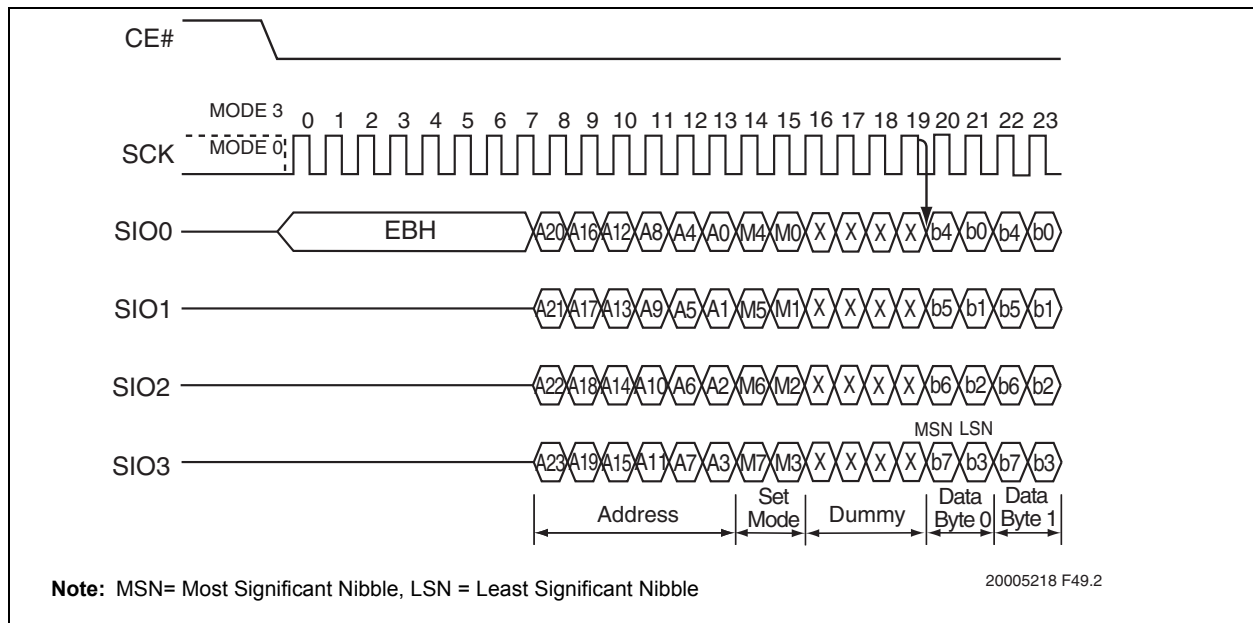 CE#
MODE 3
0 1 2 3 4 5 6 7 8 9 10 11 12 13 14 15 16 17 18 19 20 21 22 23
SCK
MODE 0
SIO0
EBH
A20 A16 A12 A8 A4 A0 M4 M0 X X X X b4 b0 b4 b0
SIO1
A21 A17 A13 A9 A5 A1 M5 M1 X X X X b5 b1 b5 b1
SIO2
A22 A18 A14 A10 A6 A2 M6 M2 X X X X b6 b2 b6 b2
MSN LSN
SIO3
A23 A19 A15 A11 A7 A3 M7 M3 X X X X b7 b3 b7 b3
Address
Set
Mode
Dummy
Data
Byte 0
Data
Byte 1
Note: MSN= Most Significant Nibble, LSN = Least Significant Nibble
20005218 F49.2